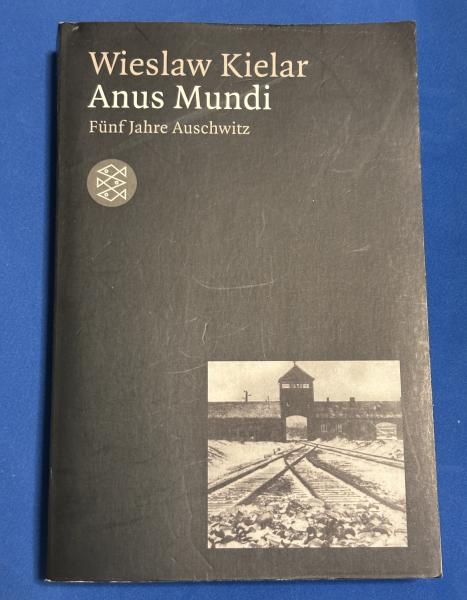 Wieslaw Kielar
Anus Mundi
Fünf Jahre Auschwitz